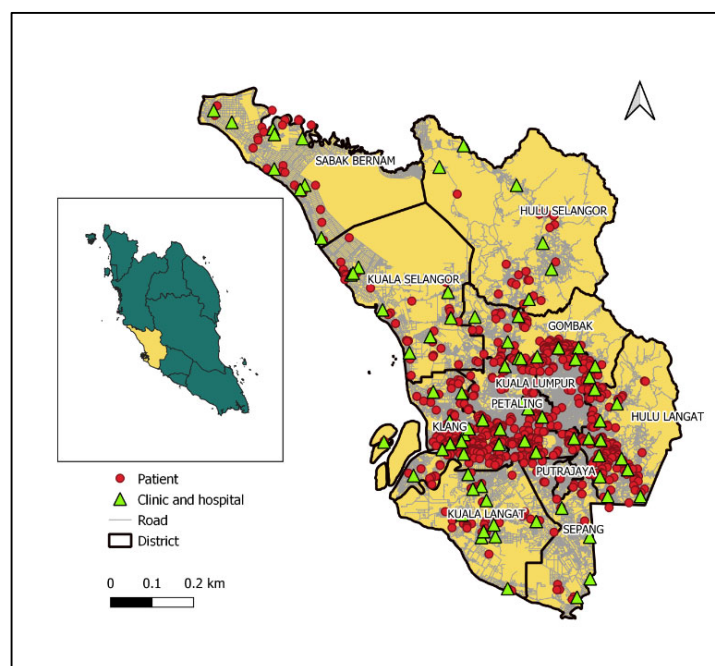 SABAK BERNAM
HULU SELANGOR
KUALA SELANGOR
GOMBAK
KUALA LUMPUR
PETALING
HULU LANGAT
KLANG
PUTRAJAYA
KUALA LANGAT
SEPANG
Patient
Clinic and hospital
Road
District
0 0.1 0.2 km